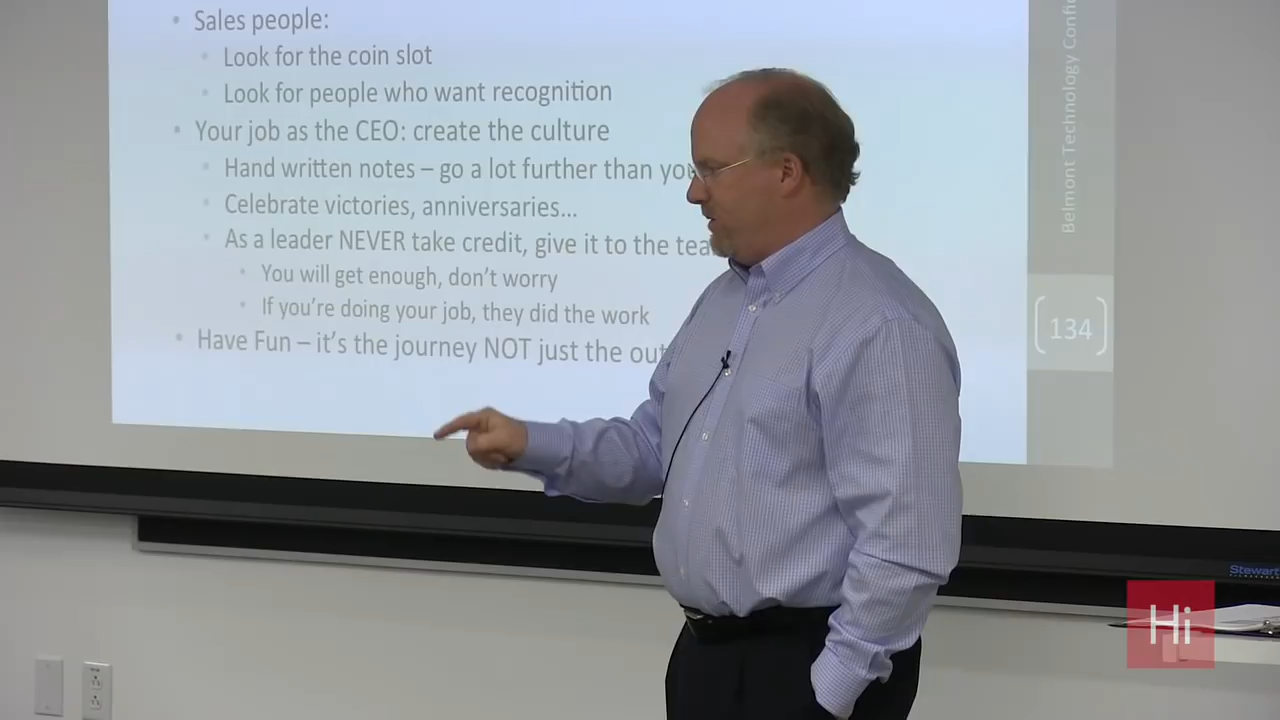 Sales people:
Look for the coin slot
Look for people who want recognition
Your job as the CEO: create the culture
Hand written notes – go a lot further than you
Celebrate victories, anniversaries...
As a leader NEVER take credit, give it to the tea
You will get enough, don't worry
If you're doing your job, they did the work
Have Fun – it's the journey NOT just the out
Belmont Technology Confid
134
Stewart
Hi